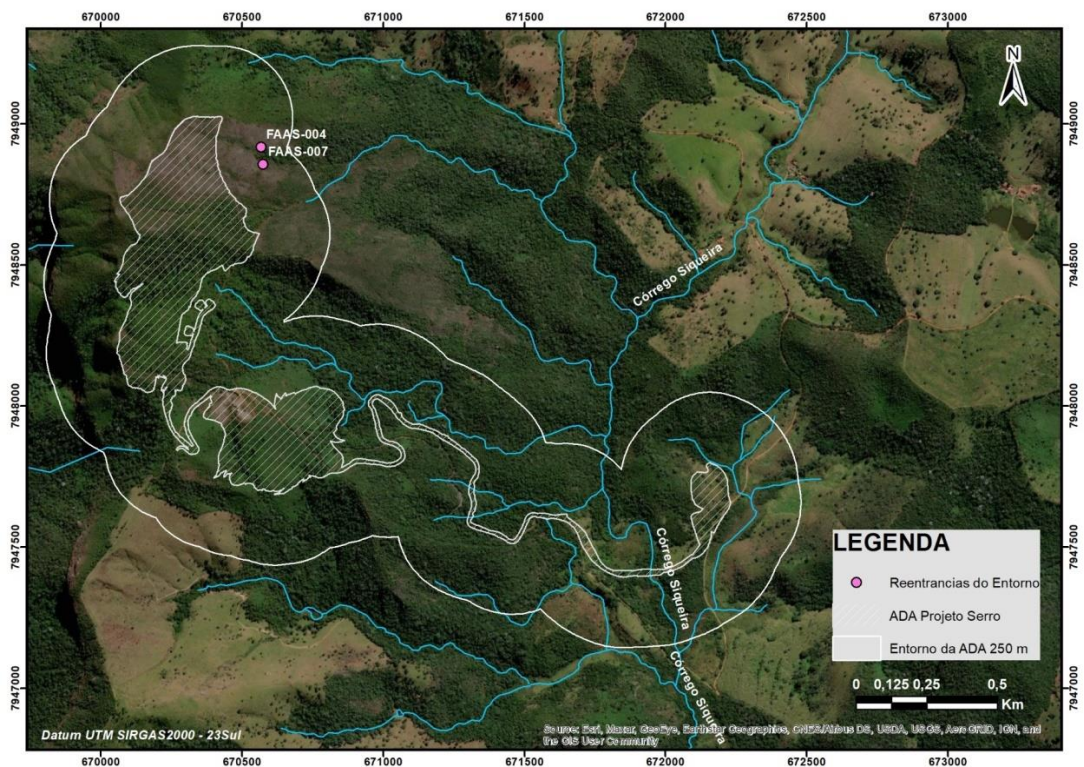 670000 670500 671000 671500 672000 672500 673000
N
7949000
7949000
FAAS-004
FAAS-007
7948500
7948500
Córrego Siqueira
7948000
7948000
7947500
7947500
Córrego Siqueira
LEGENDA
Reentrancias do Entorno
ADA Projeto Serro
Entorno da ADA 250 m
Córrego Siqueira
7947000
7947000
0 0,125 0,25 0,5
Km
Datum UTM SIRGAS2000 - 23Sul
Source: Esri, Maxar, GeoEye, Earthstar Geographics, CNES/Airbus DS, USDA, USGS, AeroGRID, IGN, and
the GIS User Community
670000 670500 671000 671500 672000 672500 673000